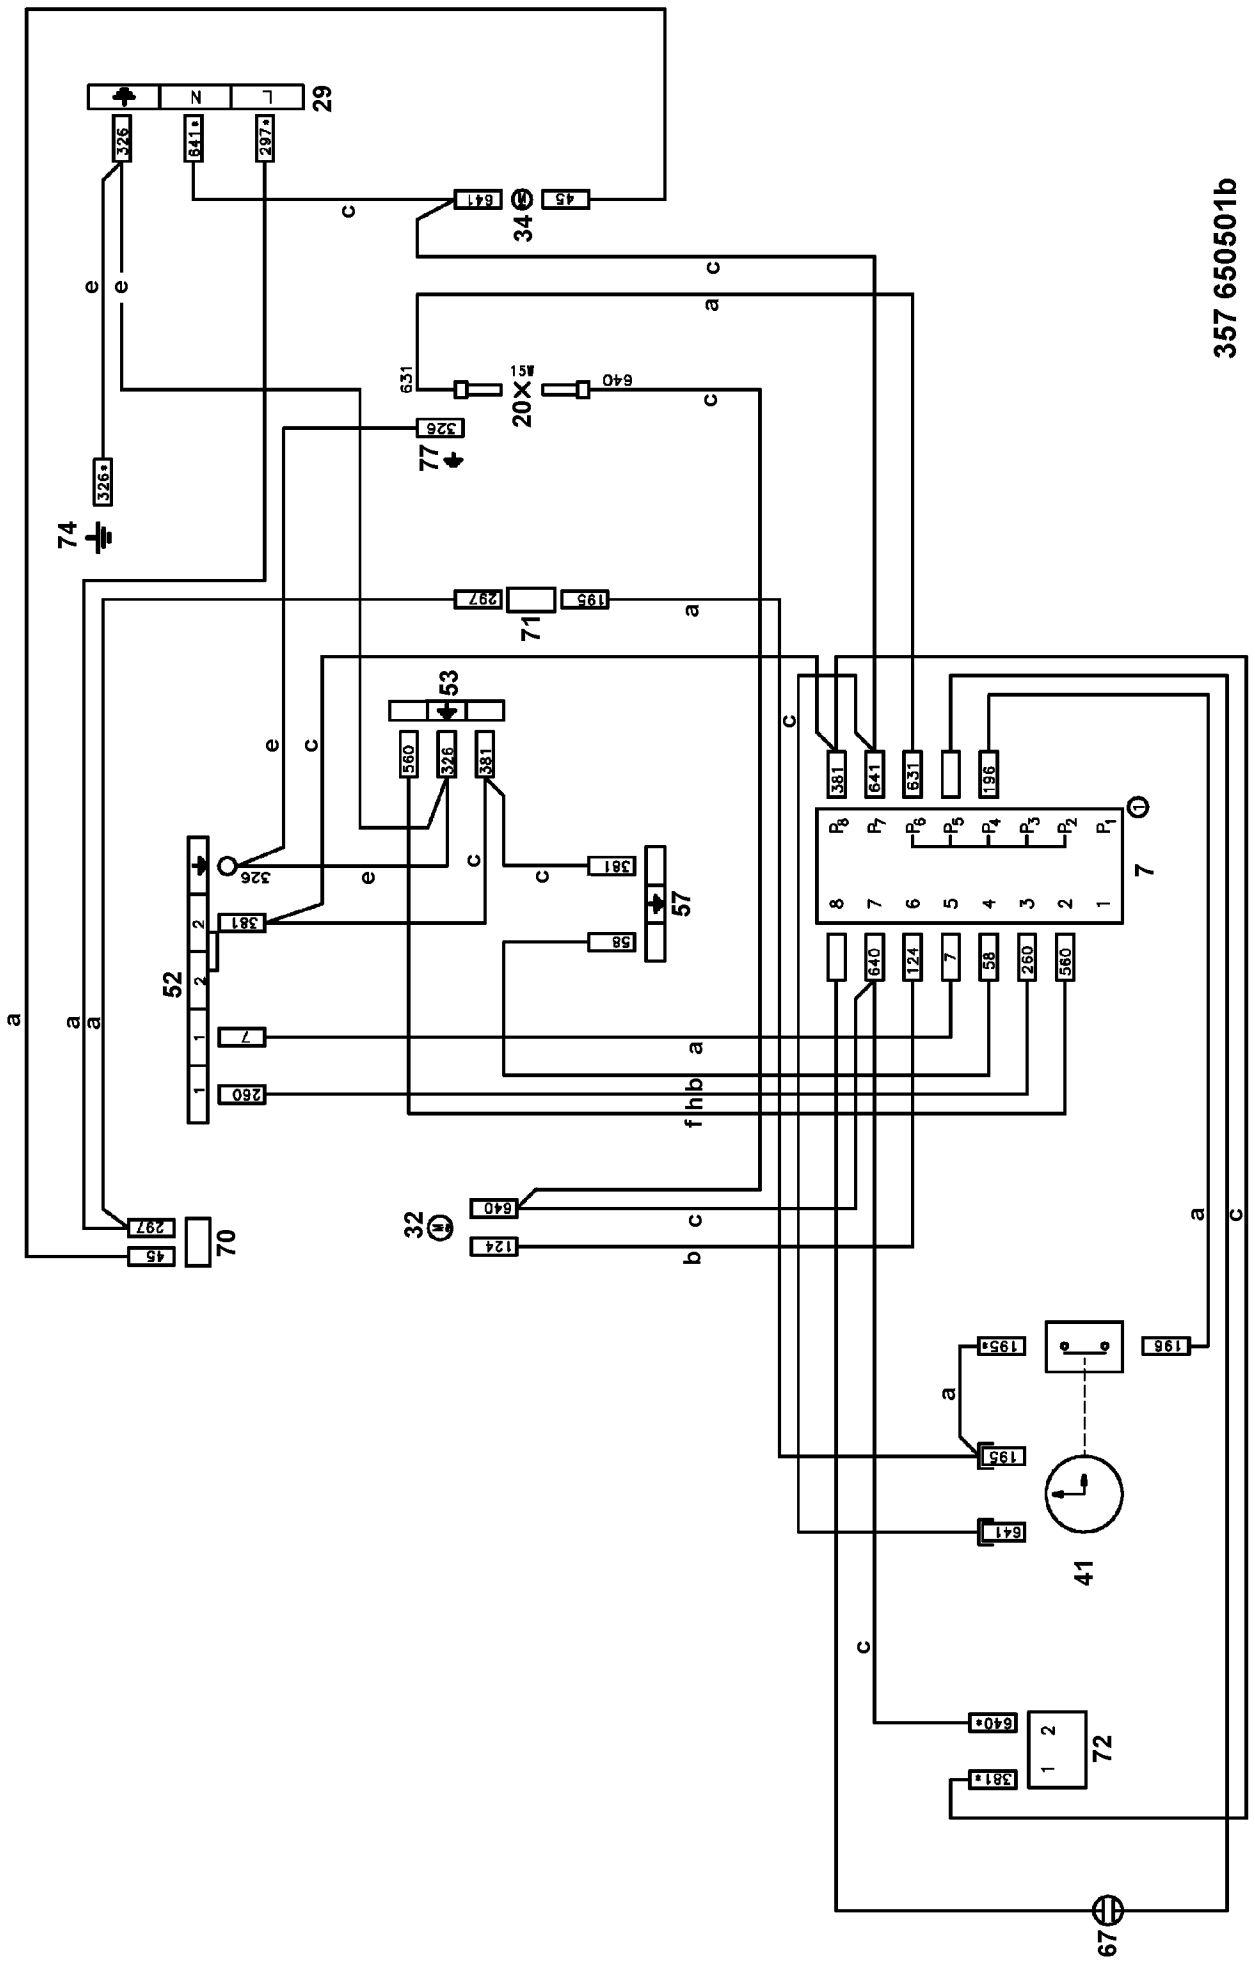 29
L
N
297*
641*
326
e
e
c
641
34
M
45
c
a
631
15W
20
640
c
326
77
326*
74
a
a
a
297
71
195
a
53
560
326
381
e
c
e
c
c
326
381
57
58
52
2
2
1
1
381
7
260
a
b
h
f
c
381
641
631
196
P8
P7
P6
P5
P4
P3
P2
P1
8
7
6
5
4
3
2
1
1
7
640
124
7
58
260
560
297
45
70
32
M
640
124
c
b
a
c
195*
196
a
195
641
41
c
640*
381*
2
1
72
67
357 650501b